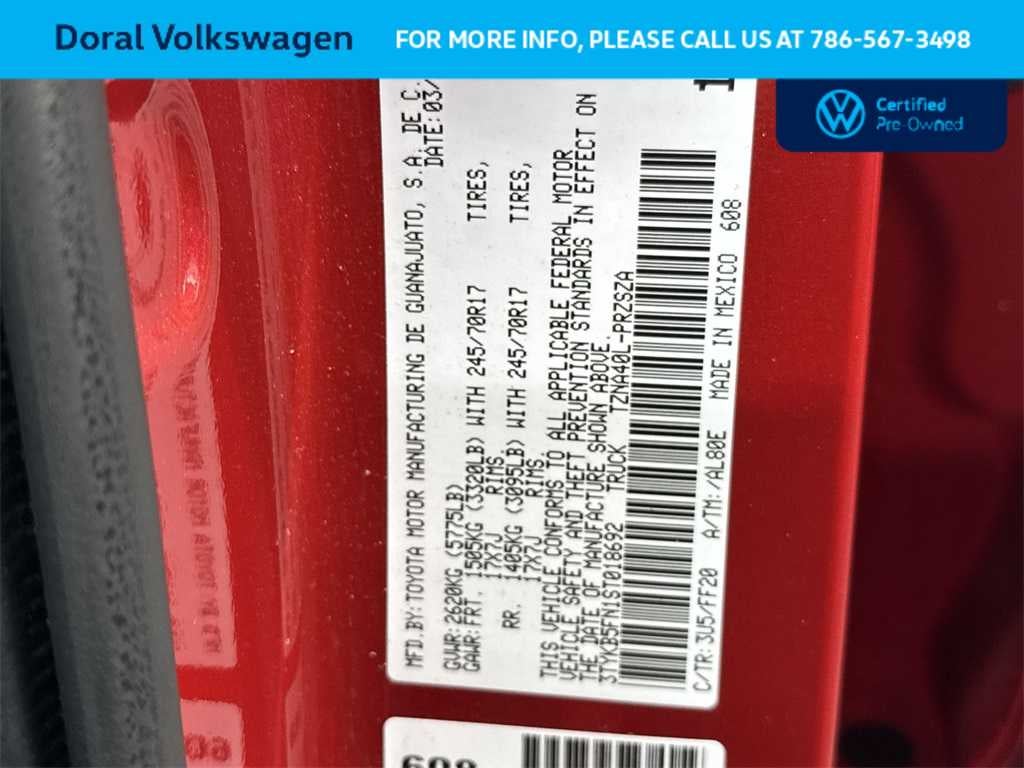 Doral Volkswagen
FOR MORE INFO, PLEASE CALL US AT 786-567-3498
Certified
Pre-Owned
MFD.BY:TOYOTA MOTOR MANUFACTURING DE GUANAJUATO, S.A. DE C.
DATE:03/
GVWR:2620KG (5775LB)
GAWR:FRT. 1505KG (3320LB) WITH 245/70R17 TIRES,
17X7J RIMS,
RR. 1405KG (3095LB) WITH 245/70R17 TIRES,
17X7J RIMS.
THIS VEHICLE CONFORMS TO ALL APPLICABLE FEDERAL MOTOR
VEHICLE SAFETY AND THEFT PREVENTION STANDARDS IN EFFECT ON
THE DATE OF MANUFACTURE SHOWN ABOVE.
3TYKB5FN1ST018692 TRUCK TZNA40L-PRZSZA
C/TR:3U5/FF20 A/TM:/AL80E MADE IN MEXICO 608
608